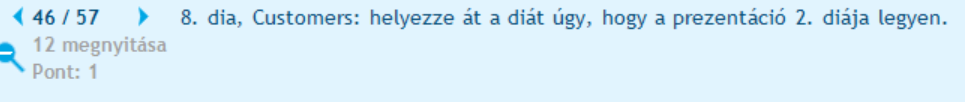 46 / 57 8. dia, Customers: helyezze át a diát úgy, hogy a prezentáció 2. diája legyen.
12 megnyitása
Pont: 1